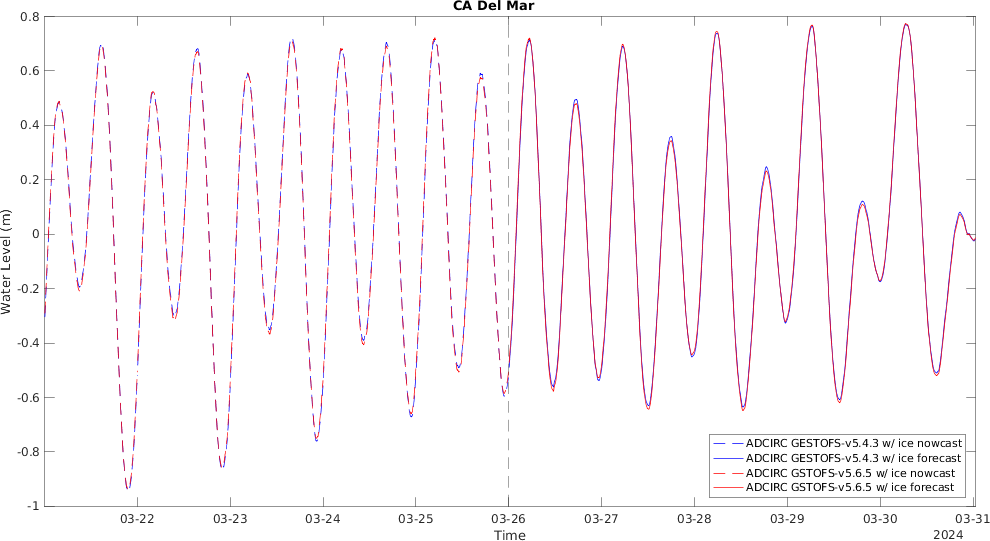 CA Del Mar
0.8
0.6
0.4
0.2
0
-0.2
-0.4
-0.6
-0.8
-1
Water Level (m)
ADCIRC GESTOFS-v5.4.3 w/ ice nowcast
ADCIRC GESTOFS-v5.4.3 w/ ice forecast
ADCIRC GSTOFS-v5.6.5 w/ ice nowcast
ADCIRC GSTOFS-v5.6.5 w/ ice forecast
03-22 03-23 03-24 03-25 03-26 03-27 03-28 03-29 03-30 03-31
Time
2024